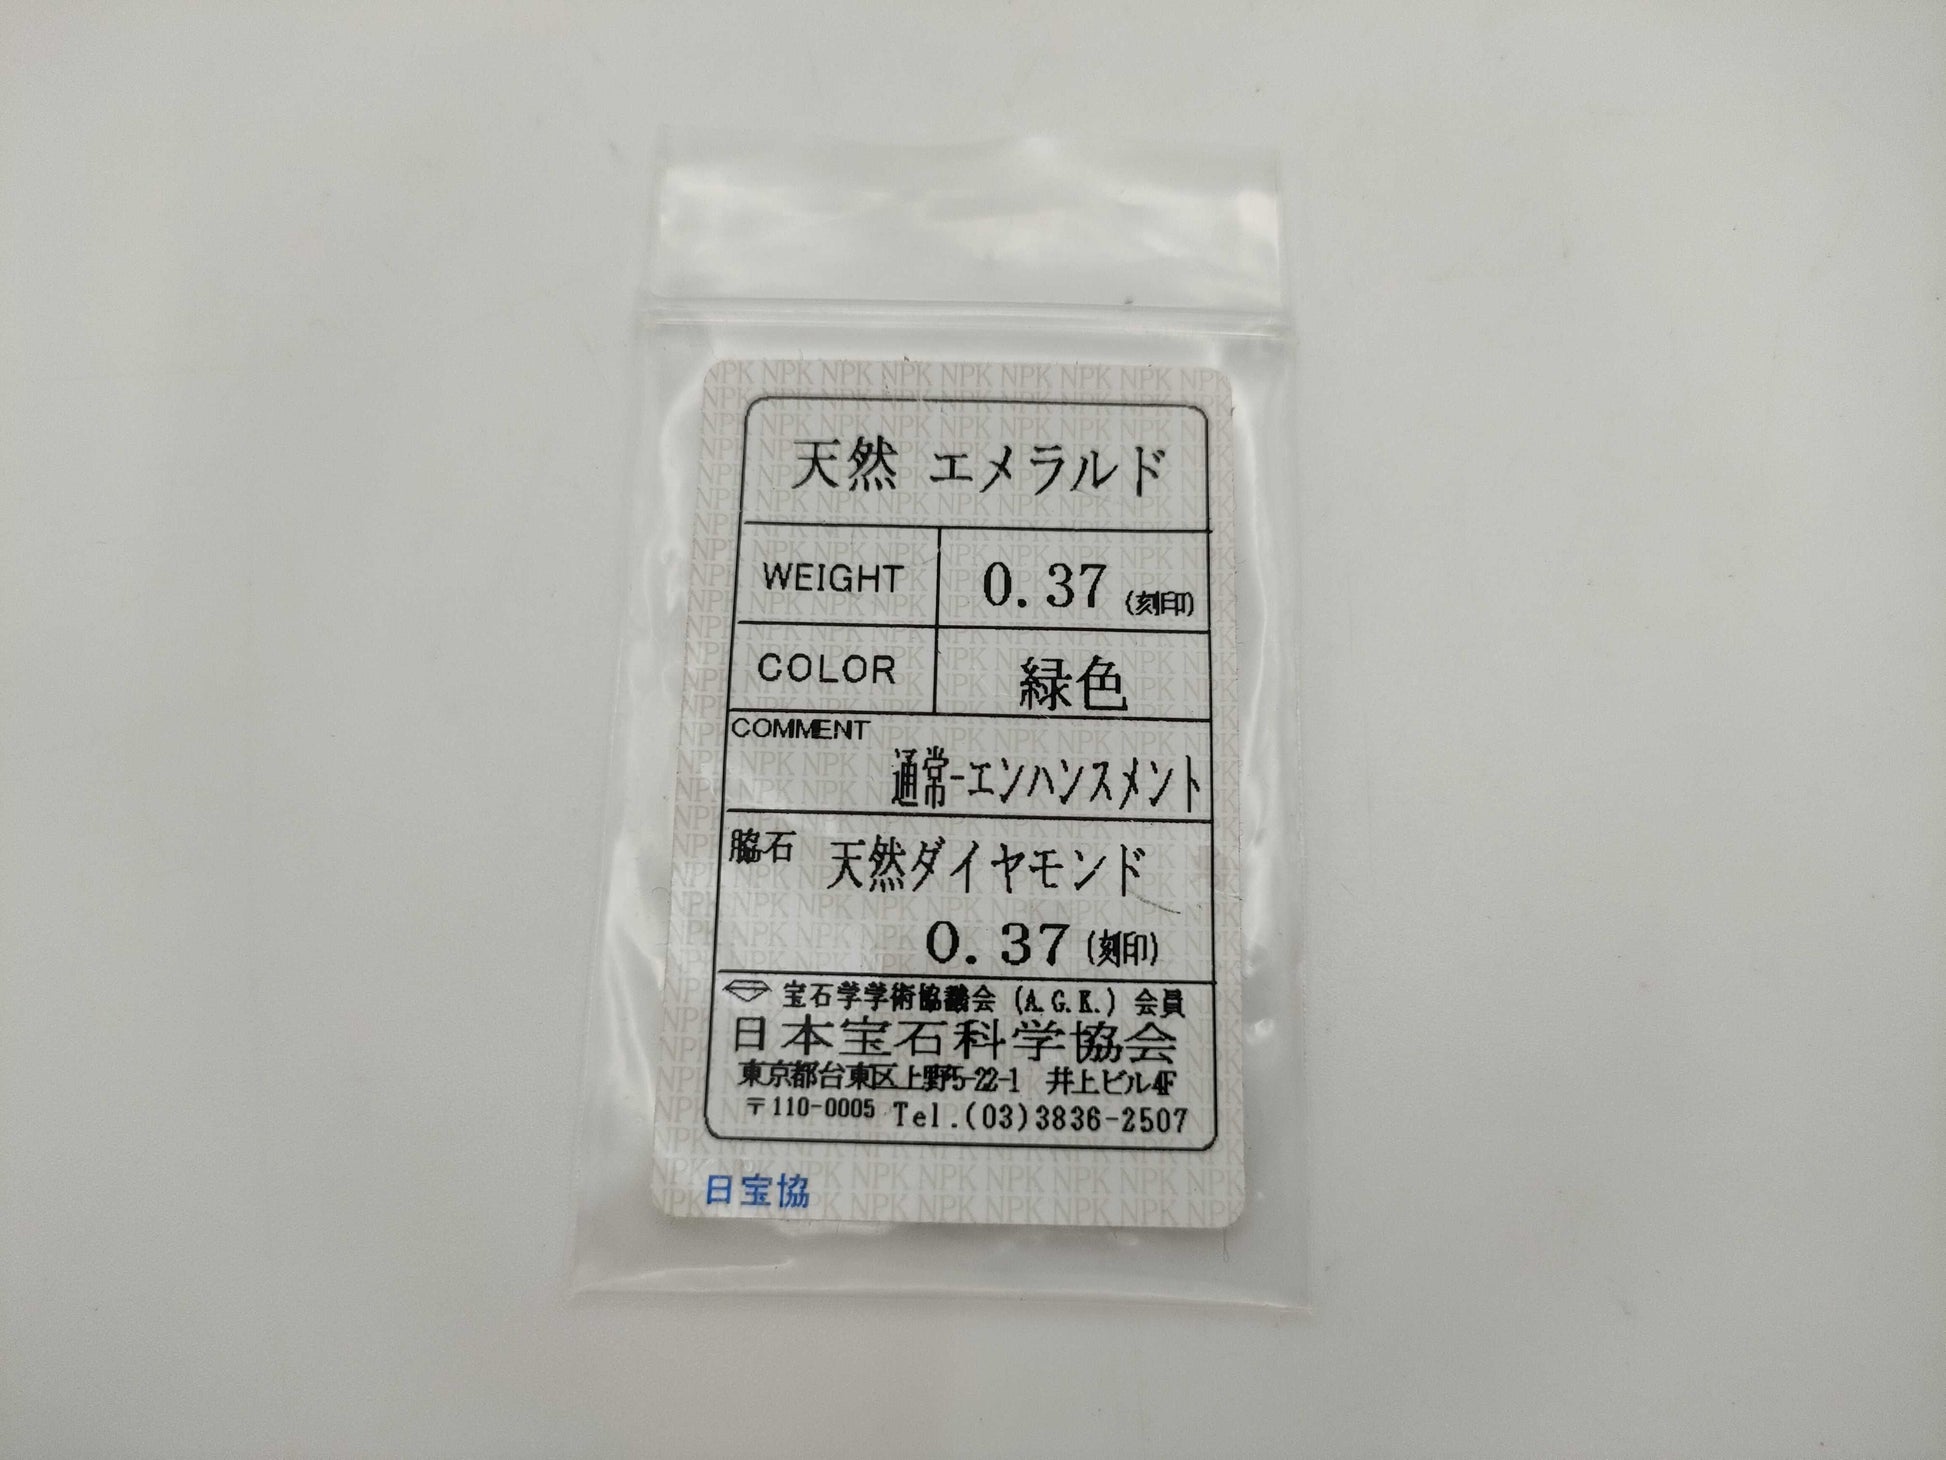 天然 エメラルド
WEIGHT 0.37 (刻印)
COLOR 緑色
COMMENT
通常-エンハンスメント
脇石 天然ダイヤモンド
0.37 (刻印)
宝石学学術協議会 (A.G.K.) 会員
日本宝石科学協会
東京都台東区上野5-22-1 井上ビル4F
〒110-0005 Tel.(03)3836-2507
日宝協